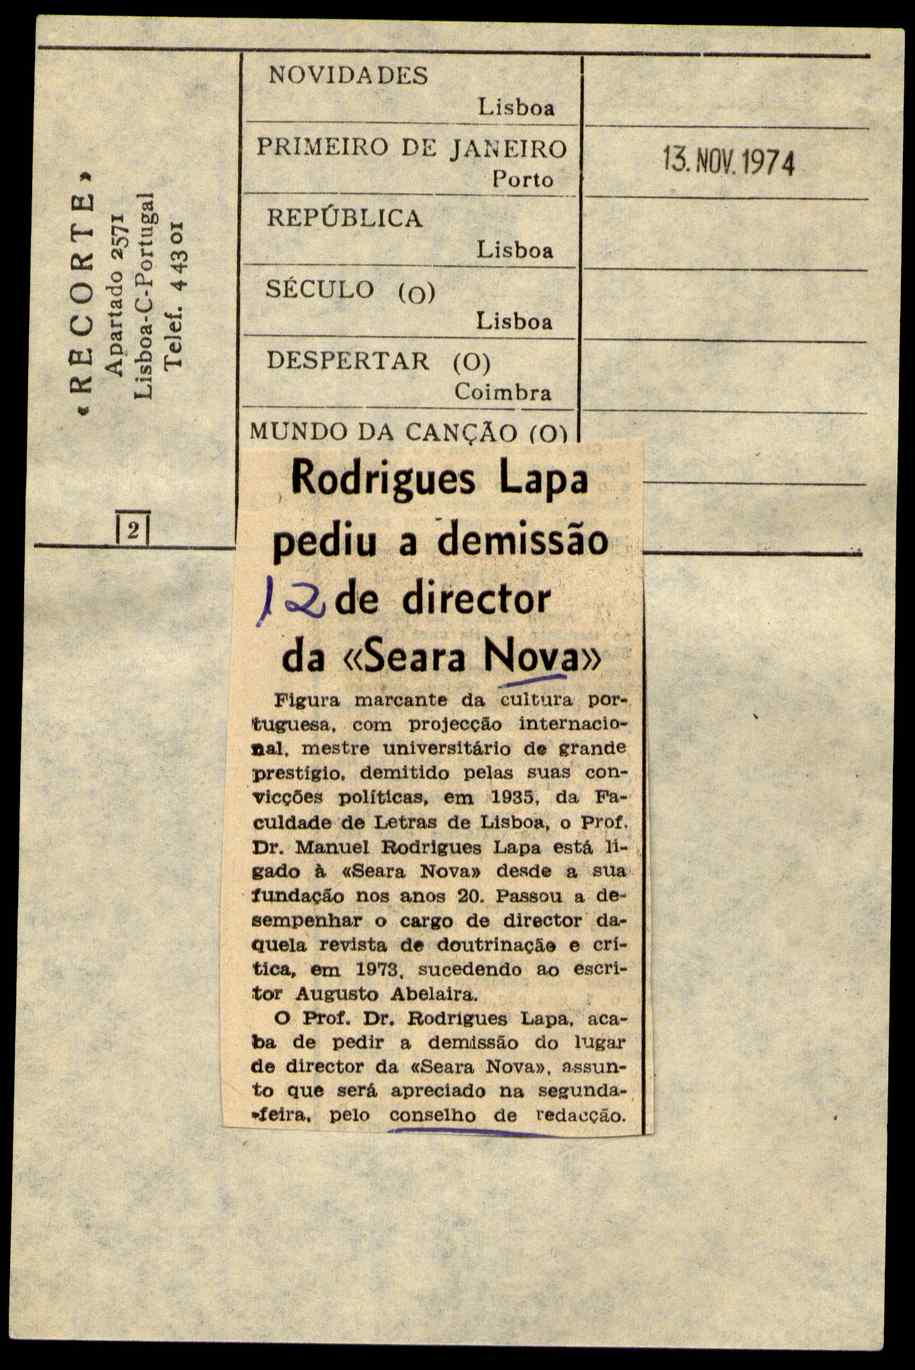 «RECORTE»
Apartado 2571
Lisboa-C-Portugal
Telef. 4 43 01
2
NOVIDADES
Lisboa
PRIMEIRO DE JANEIRO
Porto
13. NOV. 1974
REPÚBLICA
Lisboa
SÉCULO (O)
Lisboa
DESPERTAR (O)
Coimbra
MUNDO DA CANÇÃO (O)
Rodrigues Lapa
pediu a demissão
12 de director
da «Seara Nova»
Figura marcante da cultura por-
tuguesa, com projecção internacio-
nal, mestre universitário de grande
prestígio, demitido pelas suas con-
vicções políticas, em 1935, da Fa-
culdade de Letras de Lisboa, o Prof.
Dr. Manuel Rodrigues Lapa está li-
gado à «Seara Nova» desde a sua
fundação nos anos 20. Passou a de-
sempenhar o cargo de director da-
quela revista de doutrinação e crí-
tica, em 1973, sucedendo ao escri-
tor Augusto Abelaira.
O Prof. Dr. Rodrigues Lapa, aca-
ba de pedir a demissão do lugar
de director da «Seara Nova», assun-
to que será apreciado na segunda-
-feira, pelo conselho de redacção.